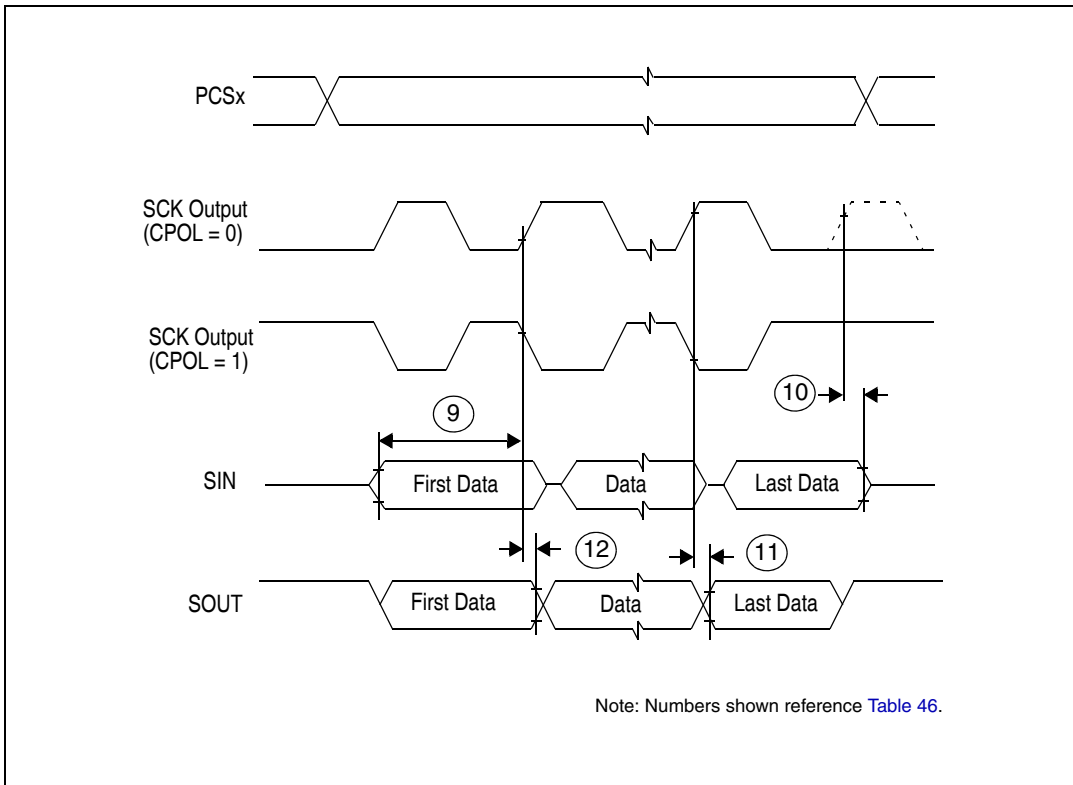 PCSx
SCK Output
(CPOL = 0)
SCK Output
(CPOL = 1)
10
9
SIN
First Data
Data
Last Data
12
11
SOUT
First Data
Data
Last Data
Note: Numbers shown reference Table 46.